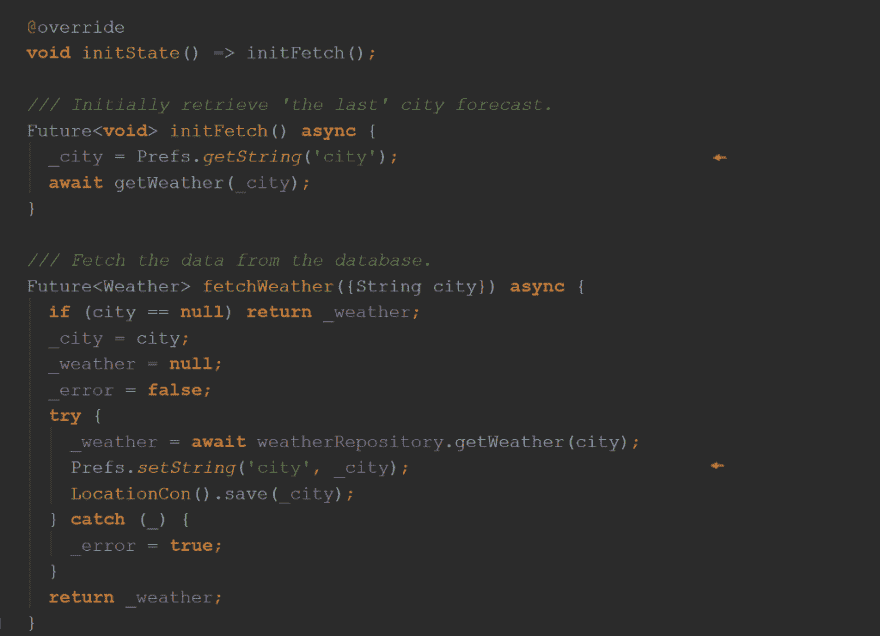 @override
void initState() => initFetch();
/// Initially retrieve 'the last' city forecast.
Future<void> initFetch() async {
  _city = Prefs.getString('city');
  await getWeather(_city);
}
/// Fetch the data from the database.
Future<Weather> fetchWeather({String city}) async {
  if (city == null) return _weather;
  _city = city;
  _weather = null;
  _error = false;
  try {
    _weather = await weatherRepository.getWeather(city);
    Prefs.setString('city', _city);
    LocationCon().save(_city);
  } catch (_) {
    _error = true;
  }
  return _weather;
}